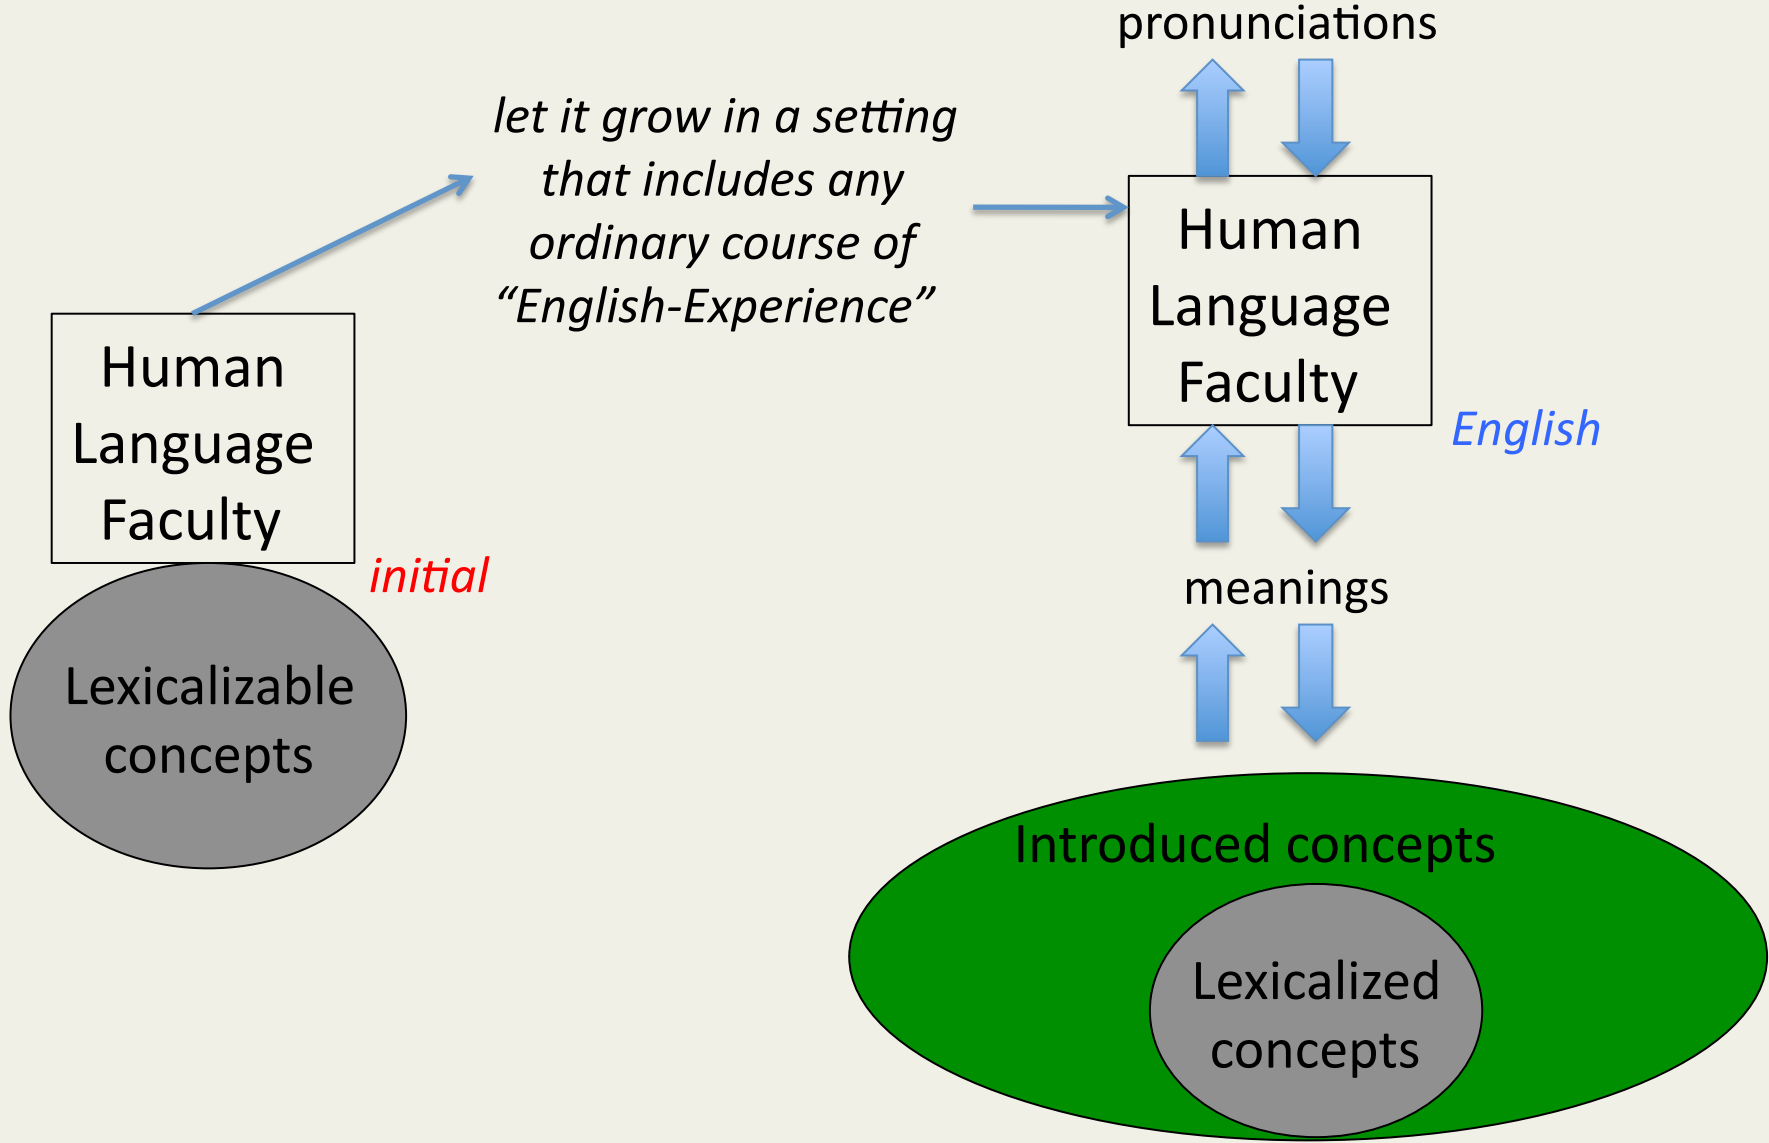 Human
Language
Faculty
initial
Lexicalizable
concepts
let it grow in a setting
that includes any
ordinary course of
“English-Experience”
pronunciations
Human
Language
Faculty
English
meanings
Introduced concepts
Lexicalized
concepts